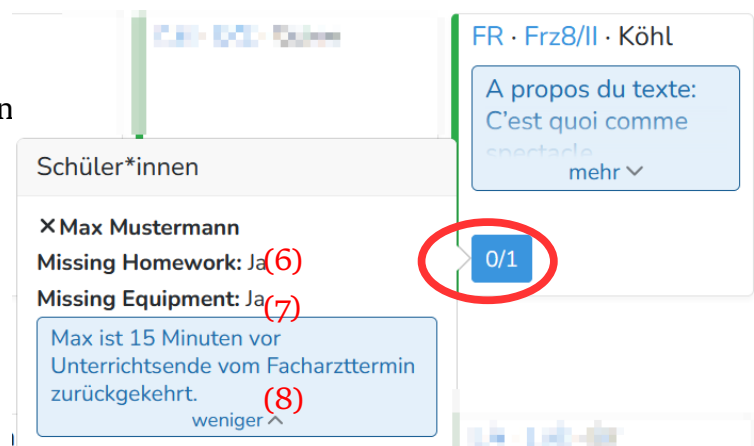 FR · Frz8/II · Köhl
A propos du texte:
C'est quoi comme
spectacle
mehr
0/1
n
Schüler*innen
×Max Mustermann
Missing Homework: Ja(6)
Missing Equipment: Ja
(7)
Max ist 15 Minuten vor
Unterrichtsende vom Facharzttermin
zurückgekehrt.
(8)
weniger